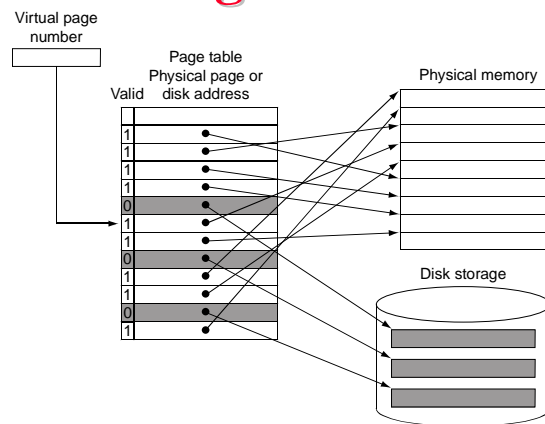 Virtual page
number
Page table
Physical page or
Valid disk address
Physical memory
1
1
1
1
0
1
1
0
1
1
0
1
Disk storage